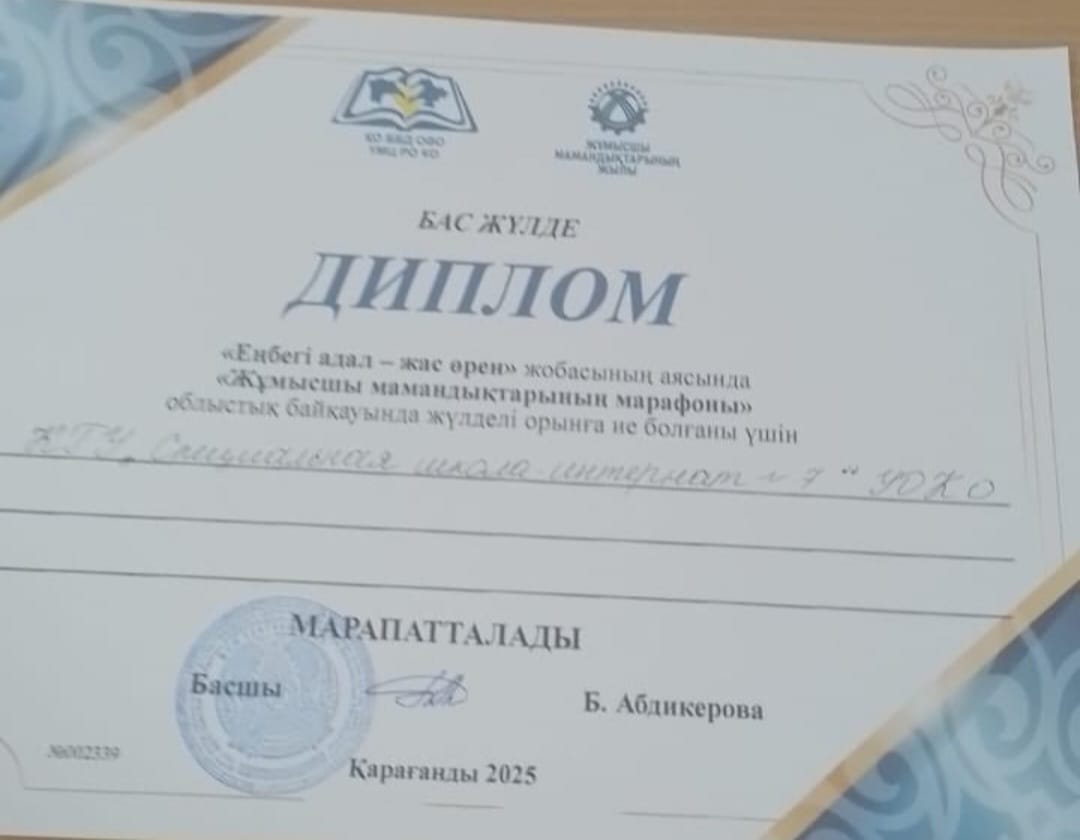 ҚО ББД ОӘО
УМЦ РО КО
ЖҰМЫСШЫ
МАМАНДЫҚТАРЫНЫҢ
ЖЫЛЫ
БАС ЖҮЛДЕ
ДИПЛОМ
«Еңбегі адал – жас өрен» жобасының аясында
«Жұмысшы мамандықтарының марафоны»
облыстық байқауында жүлделі орынға ие болғаны үшін
КГУ „Специальная школа-интернат № 7" УОКО
МАРАПАТТАЛАДЫ
Басшы
Б. Абдикерова
№002339
Қарағанды 2025